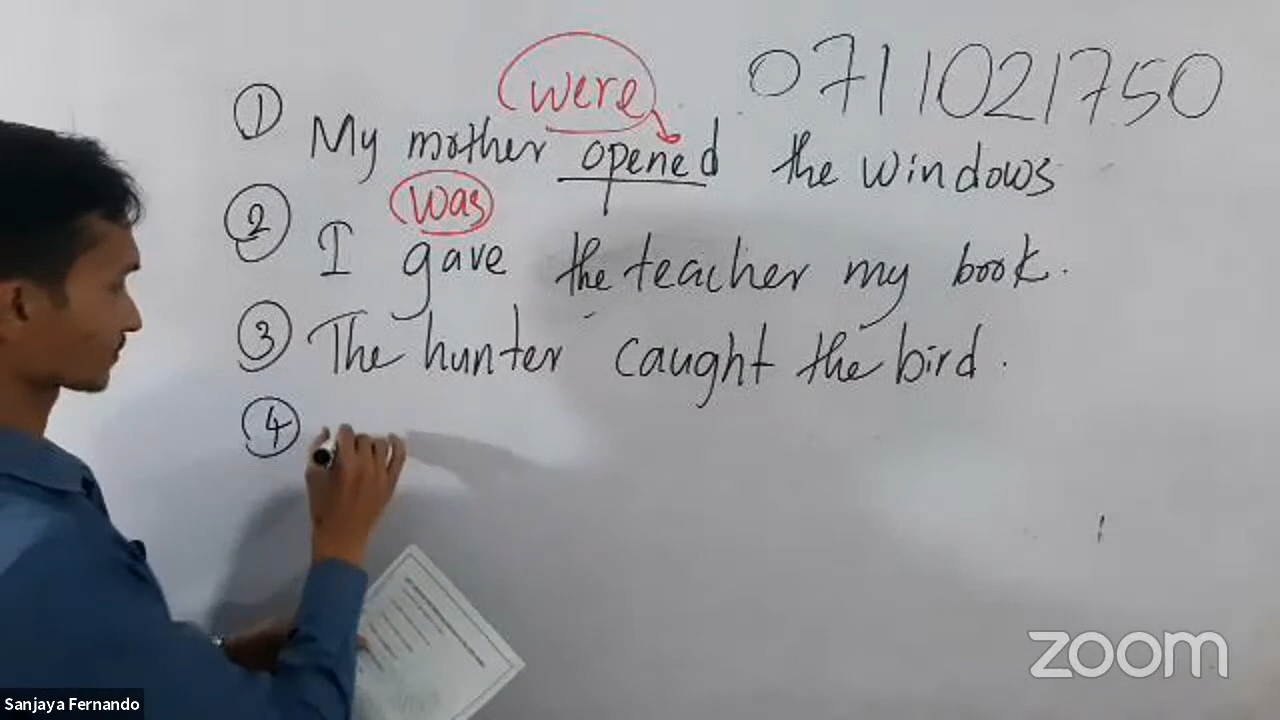 0711021750
were
① My mother opened the windows
was
② I gave the teacher my book.
③ The hunter caught the bird.
④
zoom
Sanjaya Fernando